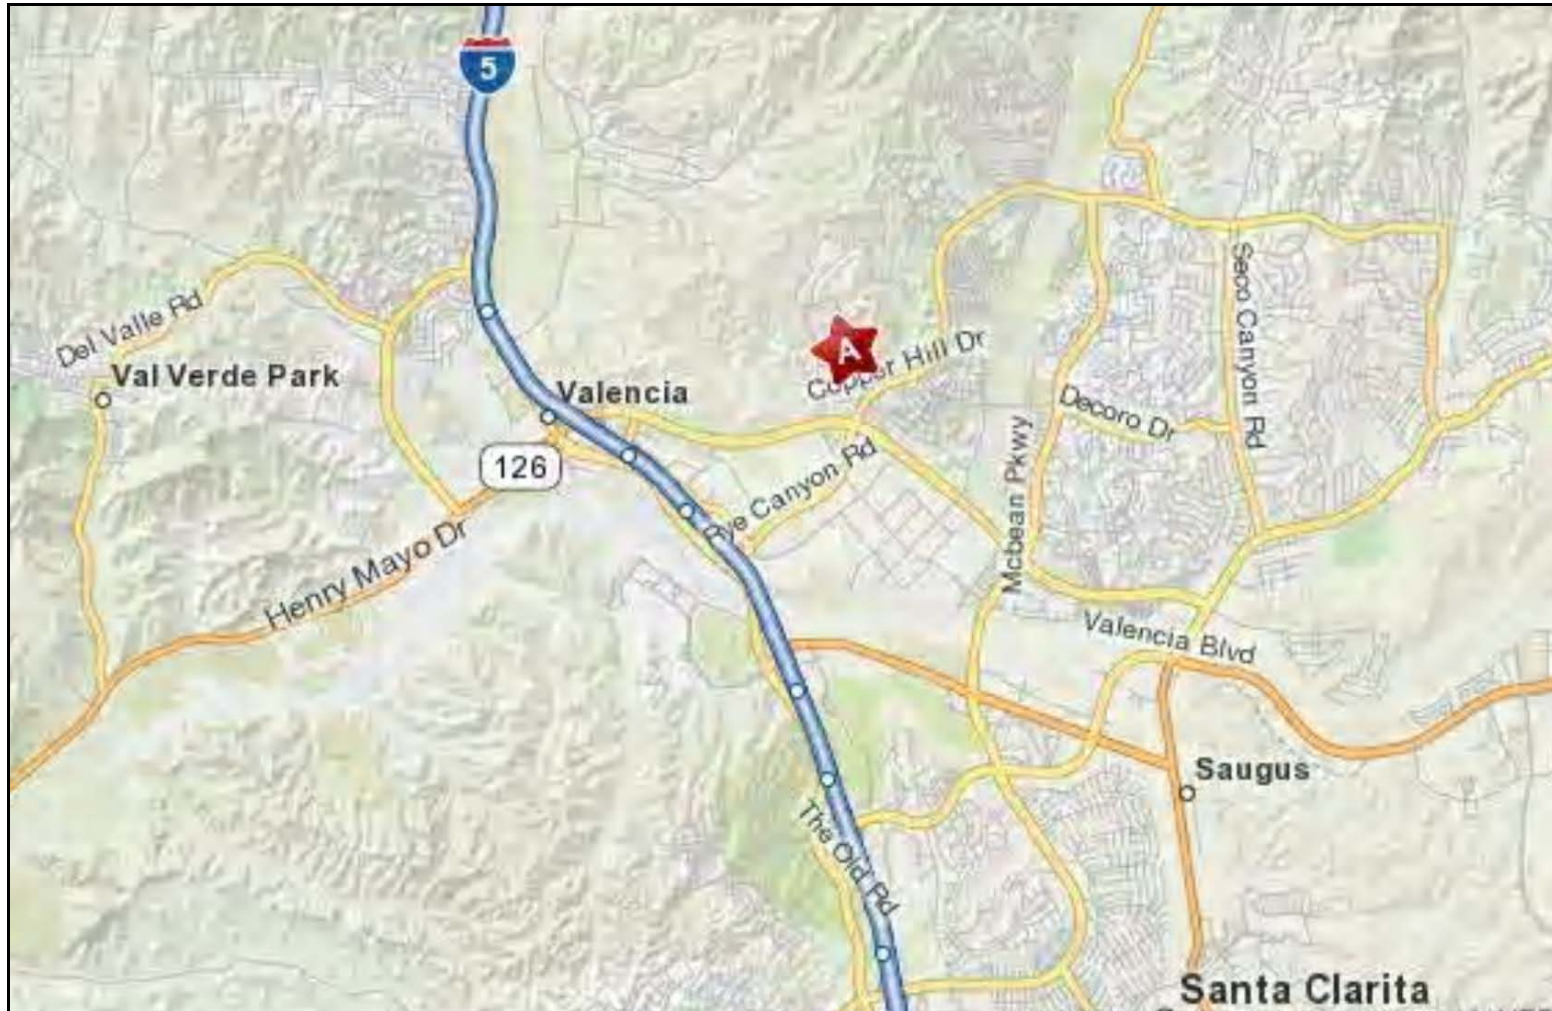 5
Seco Canyon Rd
Del Valle Rd
A
Copper Hill Dr
Val Verde Park
Valencia
Decoro Dr
Mcbean Pkwy
126
Rye Canyon Rd
Henry Mayo Dr
Valencia Blvd
Saugus
The Old Rd
Santa Clarita